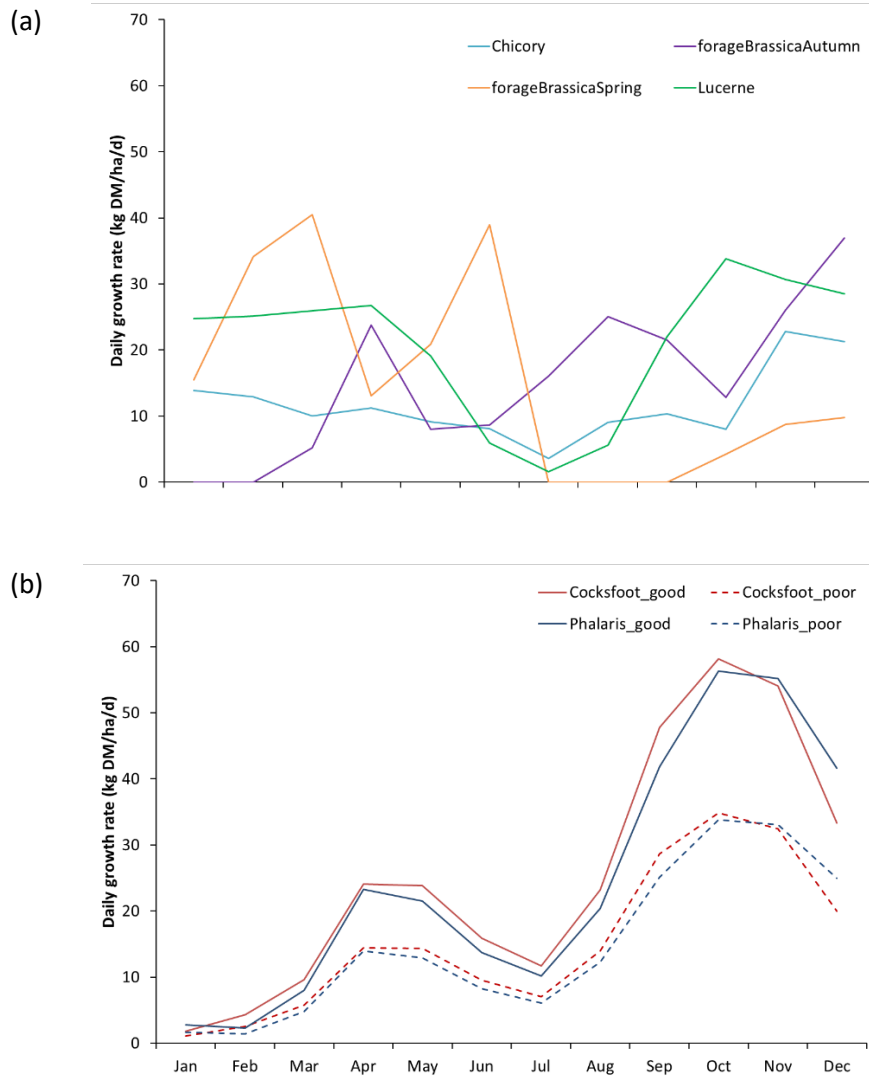 (a)
70
Chicory forageBrassicaAutumn
60
forageBrassicaSpring Lucerne
50
40
30
20
10
0
Daily growth rate (kg DM/ha/d)
(b)
70
Cocksfoot_good Cocksfoot_poor
Phalaris_good Phalaris_poor
60
50
40
30
20
10
0
Daily growth rate (kg DM/ha/d)
Jan Feb Mar Apr May Jun Jul Aug Sep Oct Nov Dec